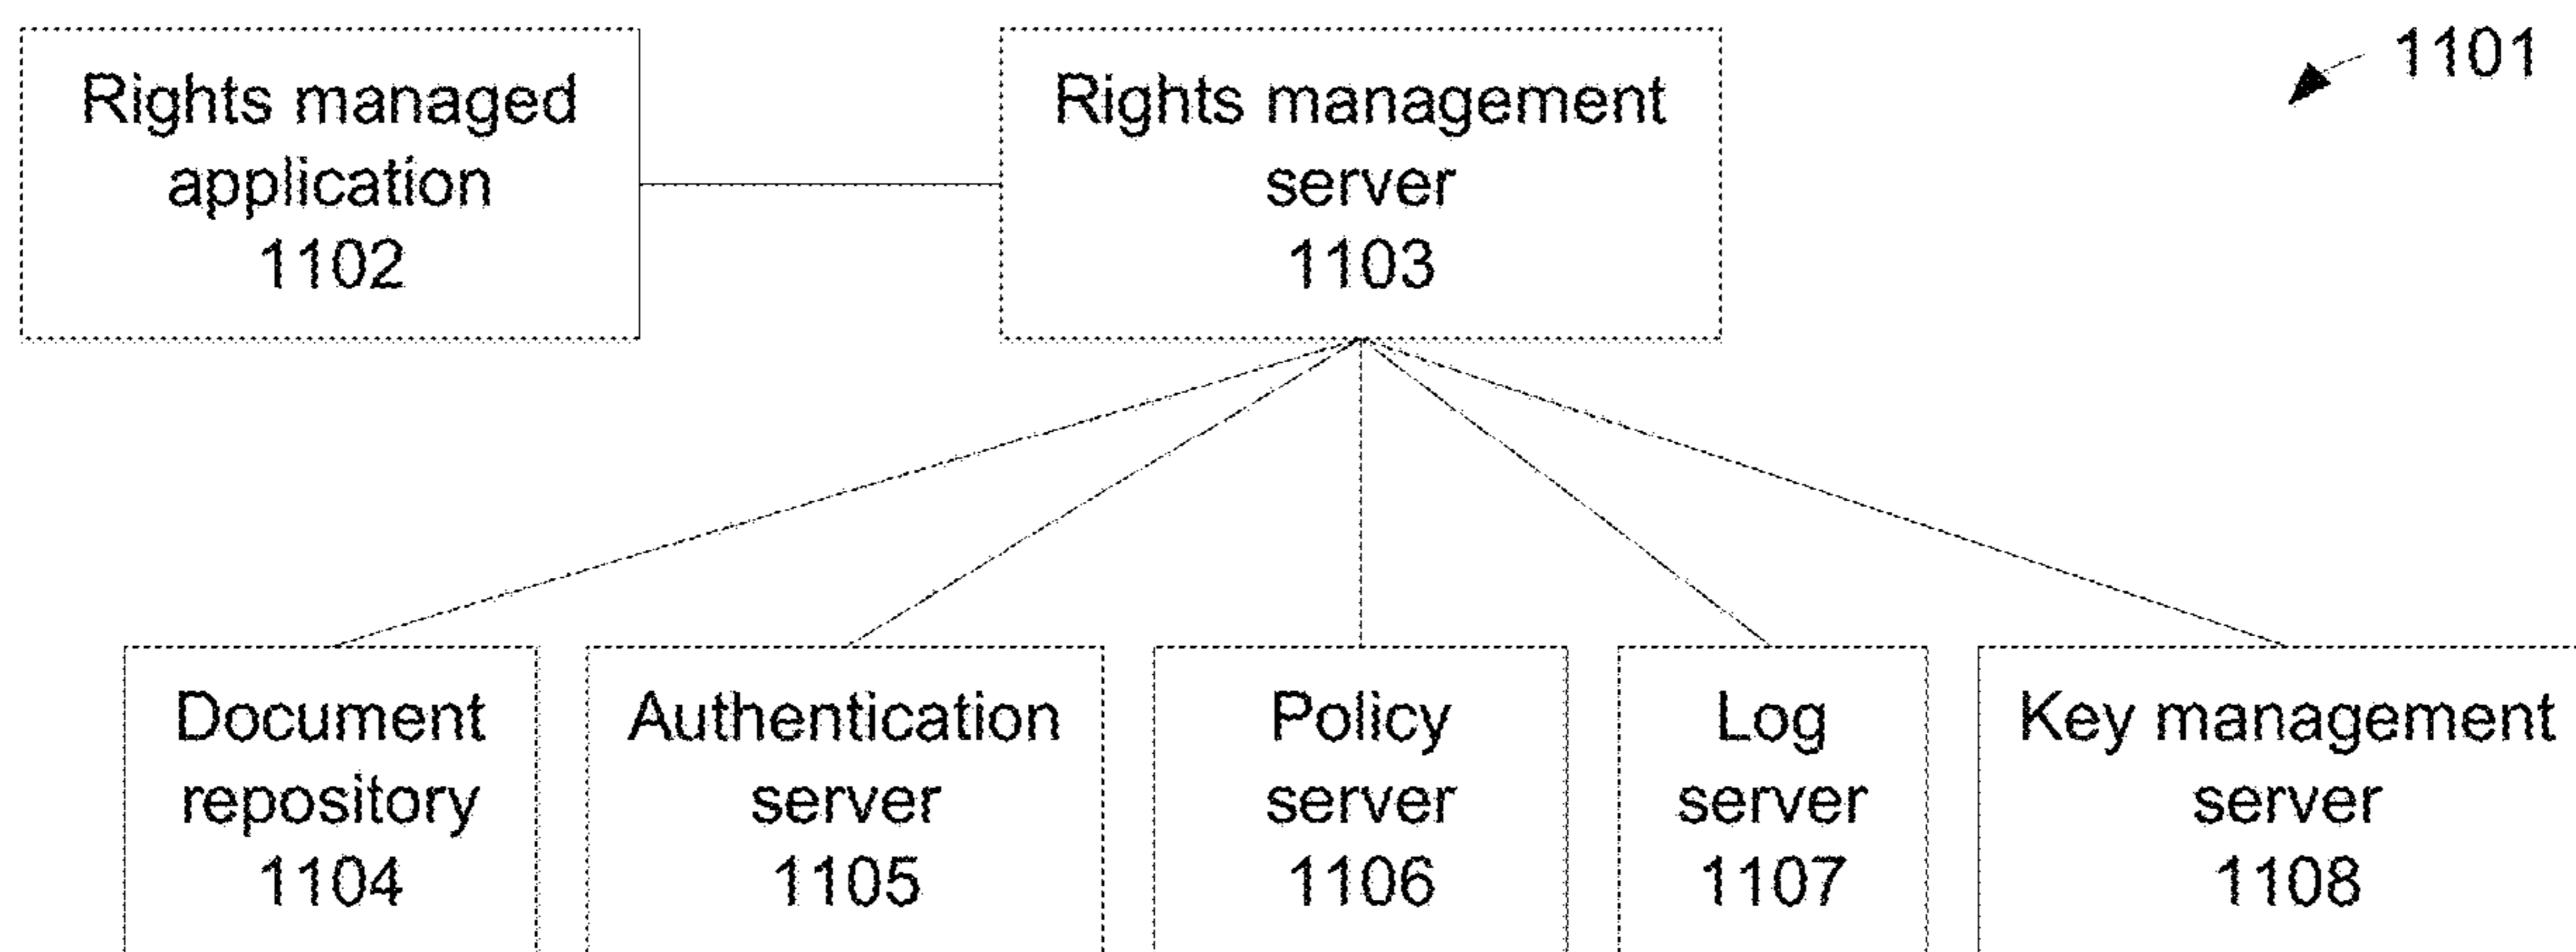 Rights managed
application
1102
Rights management
server
1103
1101
Document
repository
1104
Authentication
server
1105
Policy
server
1106
Log
server
1107
Key management
server
1108